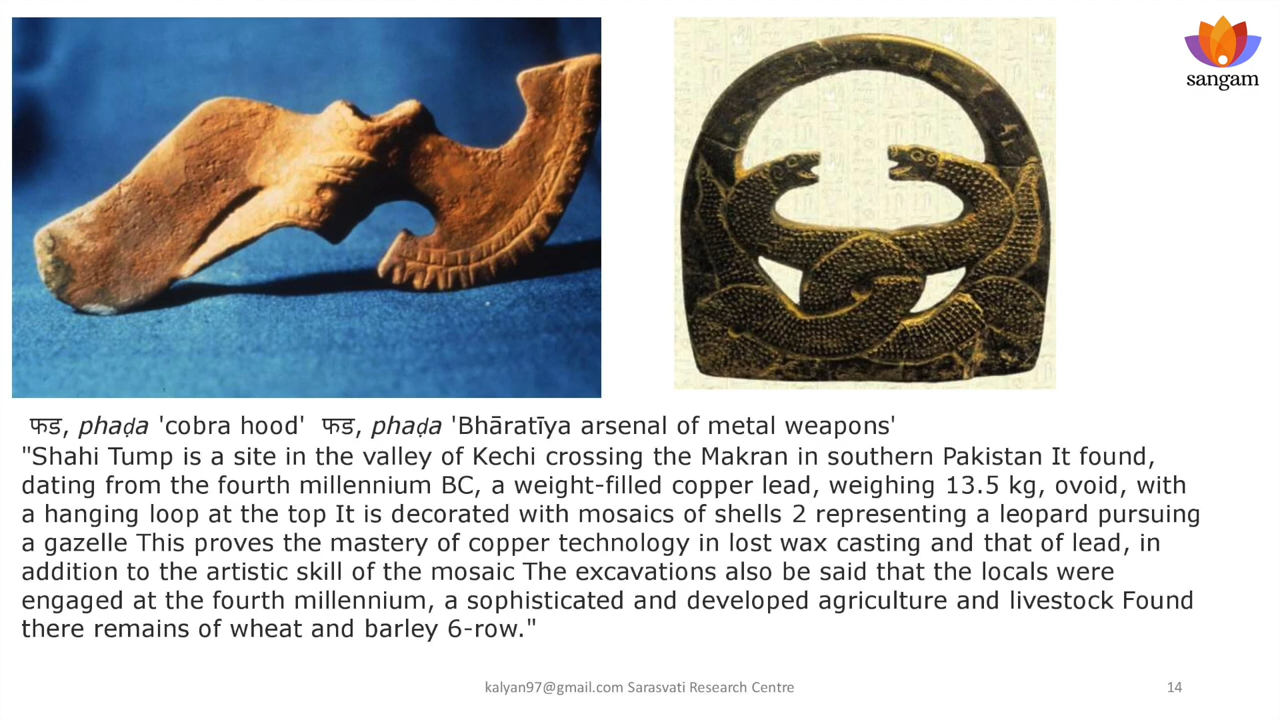 sangam
फड, phaḍa 'cobra hood' फड, phaḍa 'Bhāratīya arsenal of metal weapons'
"Shahi Tump is a site in the valley of Kechi crossing the Makran in southern Pakistan It found,
dating from the fourth millennium BC, a weight-filled copper lead, weighing 13.5 kg, ovoid, with
a hanging loop at the top It is decorated with mosaics of shells 2 representing a leopard pursuing
a gazelle This proves the mastery of copper technology in lost wax casting and that of lead, in
addition to the artistic skill of the mosaic The excavations also be said that the locals were
engaged at the fourth millennium, a sophisticated and developed agriculture and livestock Found
there remains of wheat and barley 6-row."
kalyan97@gmail.com Sarasvati Research Centre
14